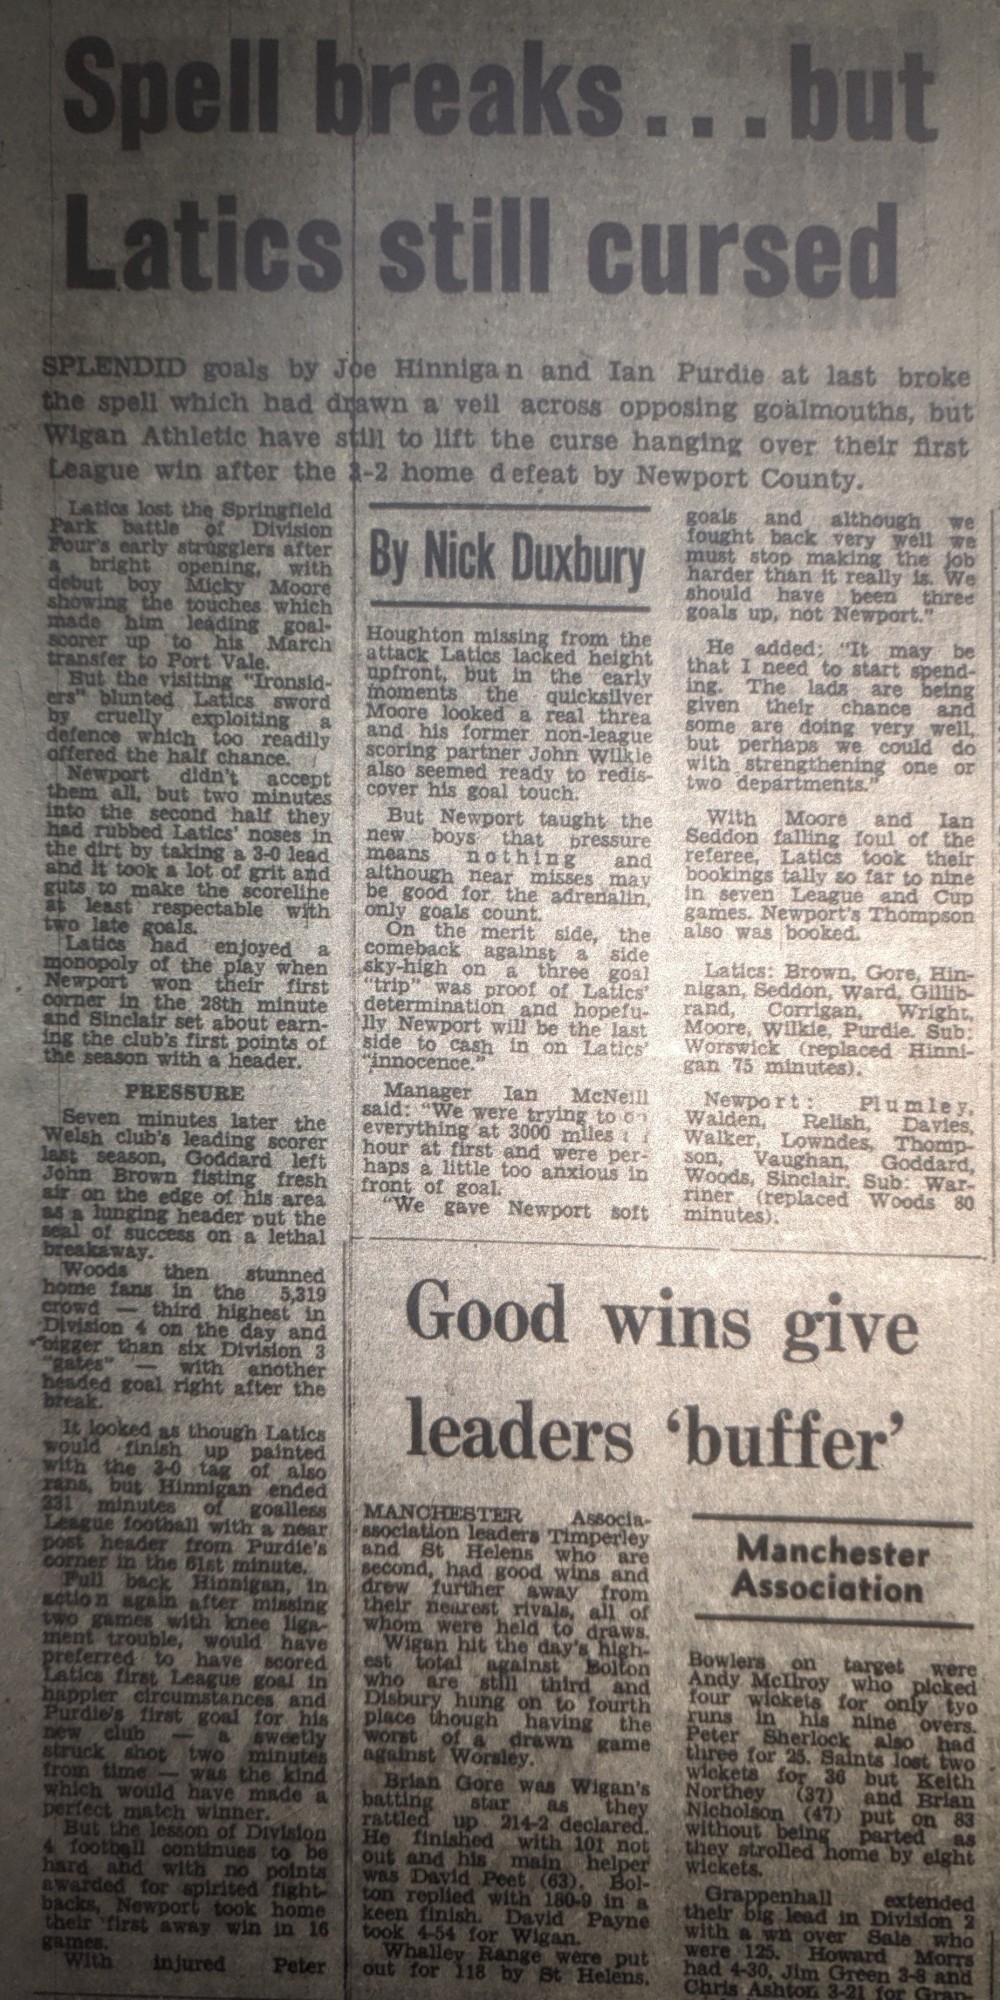 Spell breaks...but
Latics still cursed
SPLENDID goals by Joe Hinnigan and Ian Purdie at last broke
the spell which had drawn a veil across opposing goalmouths, but
Wigan Athletic have still to lift the curse hanging over their first
League win after the 3-2 home defeat by Newport County.
Latics lost the Springfield
Park battle of Division
Four's early strugglers after
a bright opening, with
debut boy Micky Moore
showing the touches which
made him leading goal-
scorer up to his March
transfer to Port Vale.
But the visiting "Ironsid-
ers" blunted Latics sword
by cruelly exploiting a
defence which too readily
offered the half chance.
Newport didn't accept
them all, but two minutes
into the second half they
had rubbed Latics' noses in
the dirt by taking a 3-0 lead
and it took a lot of grit and
guts to make the scoreline
at least respectable with
two late goals.
Latics had enjoyed a
monopoly of the play when
Newport won their first
corner in the 28th minute
and Sinclair set about earn-
ing the club's first points of
the season with a header.
PRESSURE
Seven minutes later the
Welsh club's leading scorer
last season, Goddard left
John Brown fisting fresh
air on the edge of his area
as a lunging header put the
seal of success on a lethal
breakaway.
Woods then stunned
home fans in the 5,319
crowd — third highest in
Division 4 on the day and
bigger than six Division 3
"gates" — with another
headed goal right after the
break.
It looked as though Latics
would finish up painted
with the 3-0 tag of also
rans, but Hinnigan ended
331 minutes of goalless
League football with a near
post header from Purdie's
corner in the 61st minute.
Full back Hinnigan, in
action again after missing
two games with knee liga-
ment trouble, would have
preferred to have scored
Latics first League goal in
happier circumstances and
Purdie's first goal for his
new club — a sweetly
struck shot two minutes
from time — was the kind
which would have made a
perfect match winner.
But the lesson of Division
4 football continues to be
hard and with no points
awarded for spirited fight-
backs, Newport took home
their first away win in 16
games.
With injured Peter
By Nick Duxbury
Houghton missing from the
attack Latics lacked height
upfront, but in the early
moments the quicksilver
Moore looked a real threa
and his former non-league
scoring partner John Wilkie
also seemed ready to redis-
cover his goal touch.
But Newport taught the
new boys that pressure
means nothing and
although near misses may
be good for the adrenalin,
only goals count.
On the merit side, the
comeback against a side
sky-high on a three goal
"trip" was proof of Latics'
determination and hopefu-
lly Newport will be the last
side to cash in on Latics'
"innocence."
Manager Ian McNeill
said: "We were trying to
everything at 3000 miles
hour at first and were per-
haps a little too anxious in
front of goal.
"We gave Newport soft
goals and although we
fought back very well we
must stop making the job
harder than it really is. We
should have been three
goals up, not Newport."
He added: "It may be
that I need to start spend-
ing. The lads are being
given their chance and
some are doing very well,
but perhaps we could do
with strengthening one or
two departments."
With Moore and Ian
Seddon falling foul of the
referee, Latics took their
bookings tally so far to nine
in seven League and Cup
games. Newport's Thompson
also was booked.
Latics: Brown, Gore, Hin-
nigan, Seddon, Ward, Gillib-
rand, Corrigan, Wright,
Moore, Wilkie, Purdie. Sub:
Worswick (replaced Hinni-
gan 75 minutes).
Newport: Plumley,
Walden, Relish, Davies,
Walker, Lowndes, Thomp-
son, Vaughan, Goddard,
Woods, Sinclair. Sub: War-
riner (replaced Woods 80
minutes).
Good wins give
leaders 'buffer'
MANCHESTER Associa-
ssociation leaders Timperley
and St Helens who are
second, had good wins and
drew further away from
their nearest rivals, all of
whom were held to draws.
Wigan hit the day's high-
est total against Bolton
who are still third and
Disbury hung on to fourth
place though having the
worst of a drawn game
against Worsley.
Brian Gore was Wigan's
batting star as they
rattled up 214-2 declared.
He finished with 101 not
out and his main helper
was David Peet (63). Bol-
ton replied with 180-9 in a
keen finish. David Payne
took 4-54 for Wigan.
Whalley Range were put
out for 118 by St Helens.
Manchester
Association
Bowlers on target were
Andy McIlroy who picked
four wickets for only tyo
runs in his nine overs.
Peter Sherlock also had
three for 25. Saints lost two
wickets for 36 but Keith
Northey (37) and Brian
Nicholson (47) put on 83
without being parted as
they strolled home by eight
wickets.
Grappenhall extended
their big lead in Division 2
with a wn over Sale who
were 125. Howard Morrs
had 4-30, Jim Green 3-8 and
Chris Ashton 3-21 for Grap-